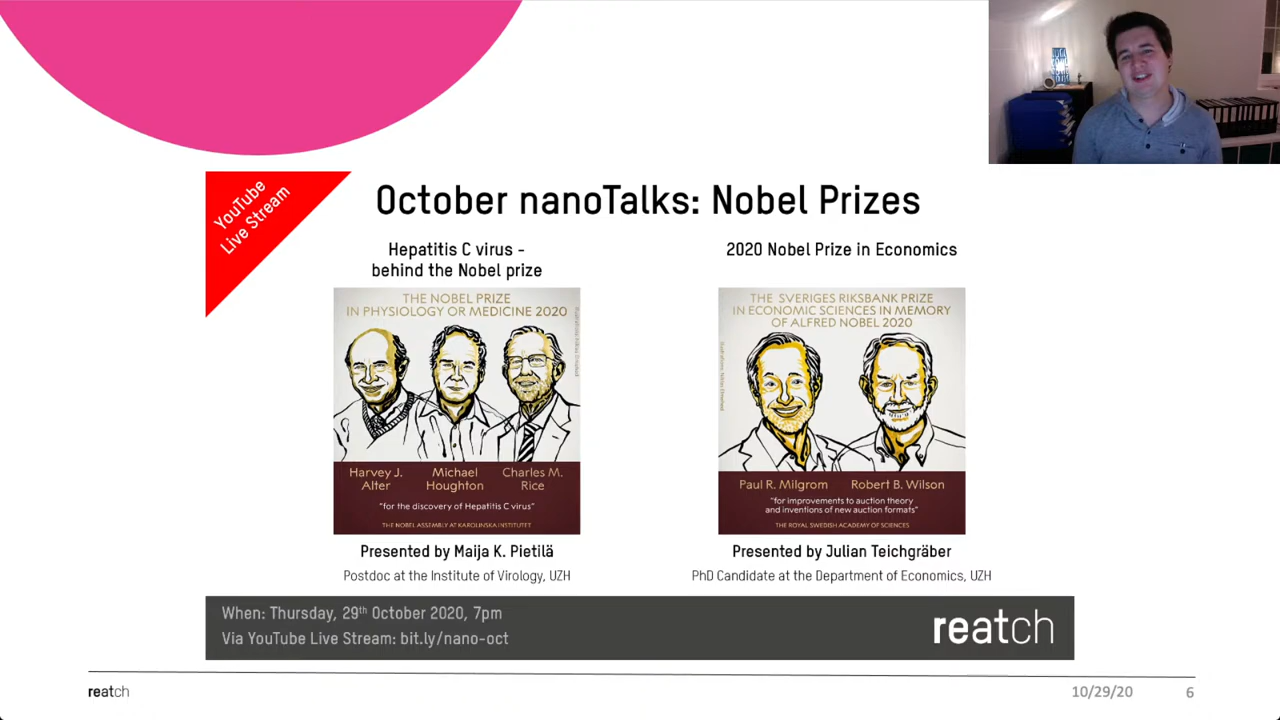 YouTube
Live Stream
October nanoTalks: Nobel Prizes
Hepatitis C virus -
behind the Nobel prize
THE NOBEL PRIZE
IN PHYSIOLOGY OR MEDICINE 2020
Harvey J.
Alter
Michael
Houghton
Charles M.
Rice
"for the discovery of Hepatitis C virus"
THE NOBEL ASSEMBLY AT KAROLINSKA INSTITUTET
Presented by Maija K. Pietilä
Postdoc at the Institute of Virology, UZH
2020 Nobel Prize in Economics
THE SVERIGES RIKSBANK PRIZE
IN ECONOMIC SCIENCES IN MEMORY
OF ALFRED NOBEL 2020
Paul R. Milgrom
Robert B. Wilson
"for improvements to auction theory
and inventions of new auction formats"
THE ROYAL SWEDISH ACADEMY OF SCIENCES
Presented by Julian Teichgräber
PhD Candidate at the Department of Economics, UZH
When: Thursday, 29th October 2020, 7pm
Via YouTube Live Stream: bit.ly/nano-oct
reatch
reatch
10/29/20
6